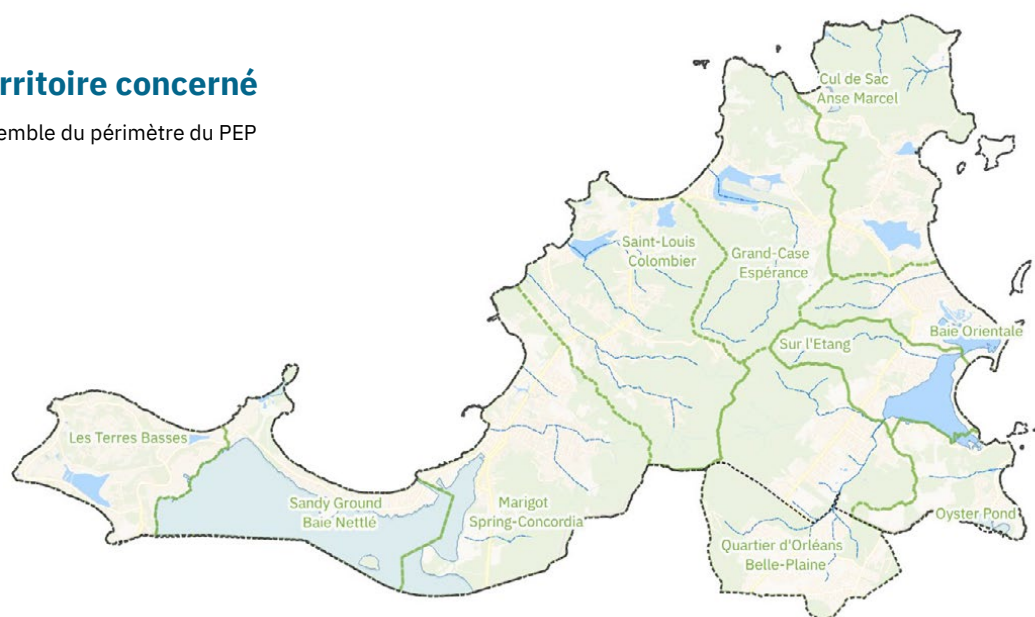 rritoire concerné
emble du périmètre du PEP
Cul de Sac
Anse Marcel
Saint-Louis
Colombier
Grand-Case
Espérance
Baie Orientale
Sur l'Etang
Les Terres Basses
Sandy Ground
Baie Nettlé
Marigot
Spring-Concordia
Oyster Pond
Quartier d'Orléans
Belle-Plaine